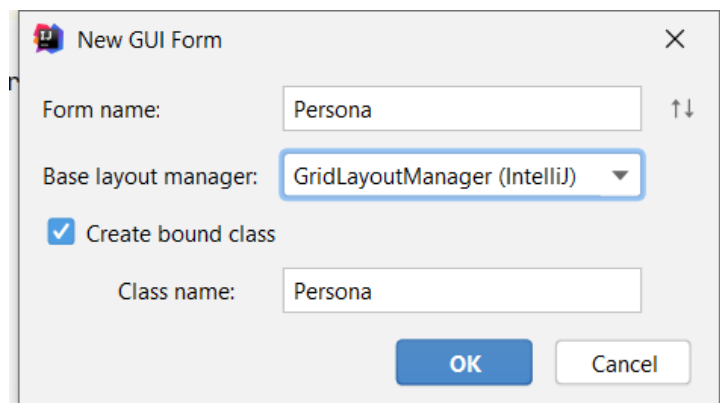 New GUI Form
Form name: Persona
Base layout manager: GridLayoutManager (IntelliJ)
Create bound class
Class name: Persona
OK Cancel